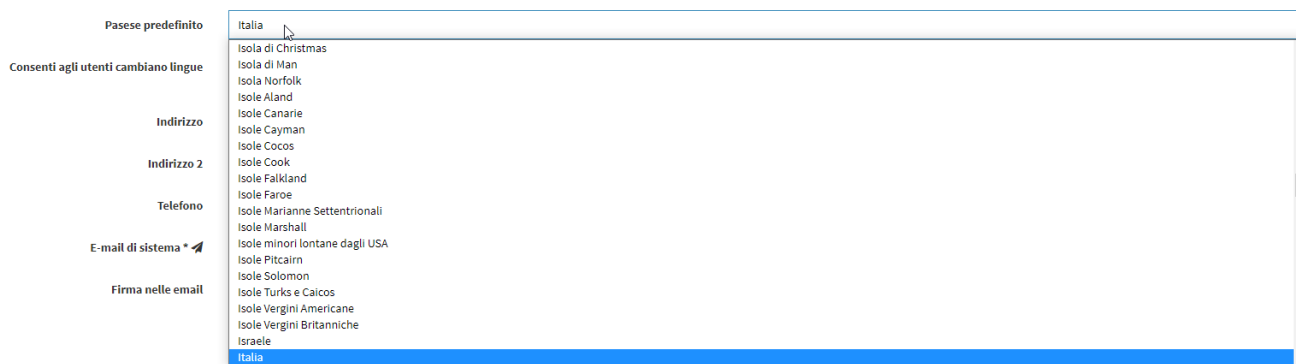 Pasese predefinito
Italia
Isola di Christmas
Isola di Man
Consenti agli utenti cambiano lingue
Isola Norfolk
Isole Aland
Isole Canarie
Indirizzo
Isole Cayman
Isole Cocos
Indirizzo 2
Isole Cook
Isole Falkland
Isole Faroe
Telefono
Isole Marianne Settentrionali
Isole Marshall
E-mail di sistema *
Isole minori lontane dagli USA
Isole Pitcairn
Isole Solomon
Firma nelle email
Isole Turks e Caicos
Isole Vergini Americane
Isole Vergini Britanniche
Israele
Italia